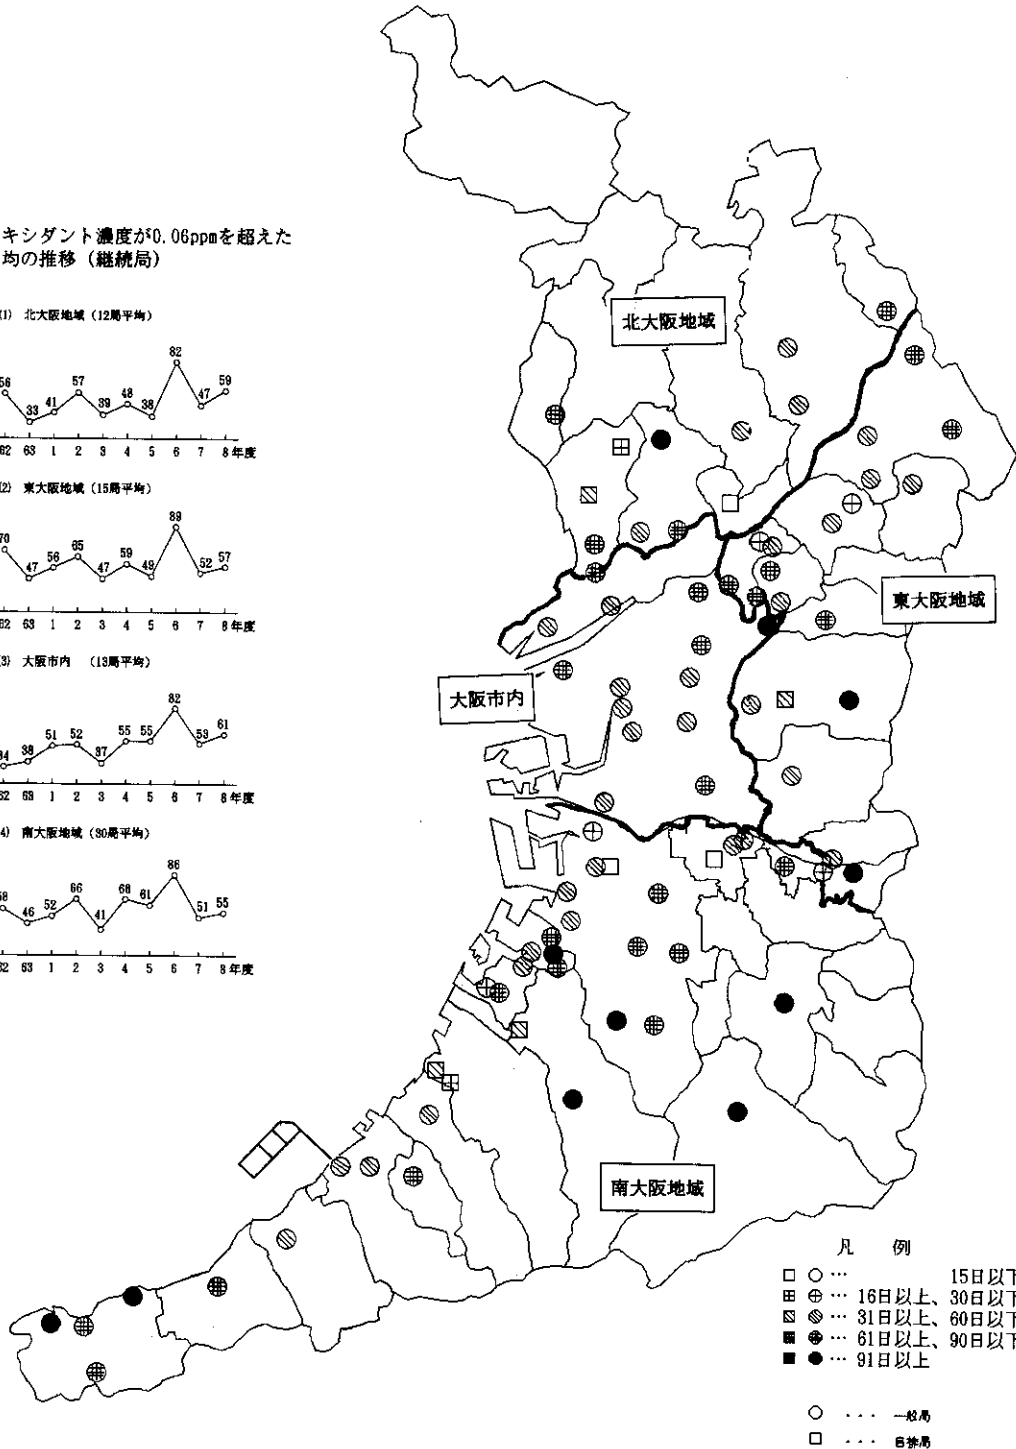 キシダント濃度が0.06ppmを超えた
均の推移（継続局）
(1) 北大阪地域（12局平均）
56 33 41 57 39 48 38 82 47 59
62 63 1 2 3 4 5 6 7 8年度
(2) 東大阪地域（15局平均）
70 47 56 65 47 59 49 89 52 57
62 63 1 2 3 4 5 6 7 8年度
(3) 大阪市内 （13局平均）
34 38 51 52 37 55 55 82 53 61
62 63 1 2 3 4 5 6 7 8年度
4) 南大阪地域（30局平均）
58 46 52 66 41 68 61 86 51 55
62 63 1 2 3 4 5 6 7 8年度
北大阪地域
東大阪地域
大阪市内
南大阪地域
凡 例
□ ○… 15日以下
⊞ ⊕… 16日以上、30日以下
… 31日以上、60日以下
… 61日以上、90日以下
■ ●… 91日以上
○ ・・・ 一般局
□ ・・・ 自排局